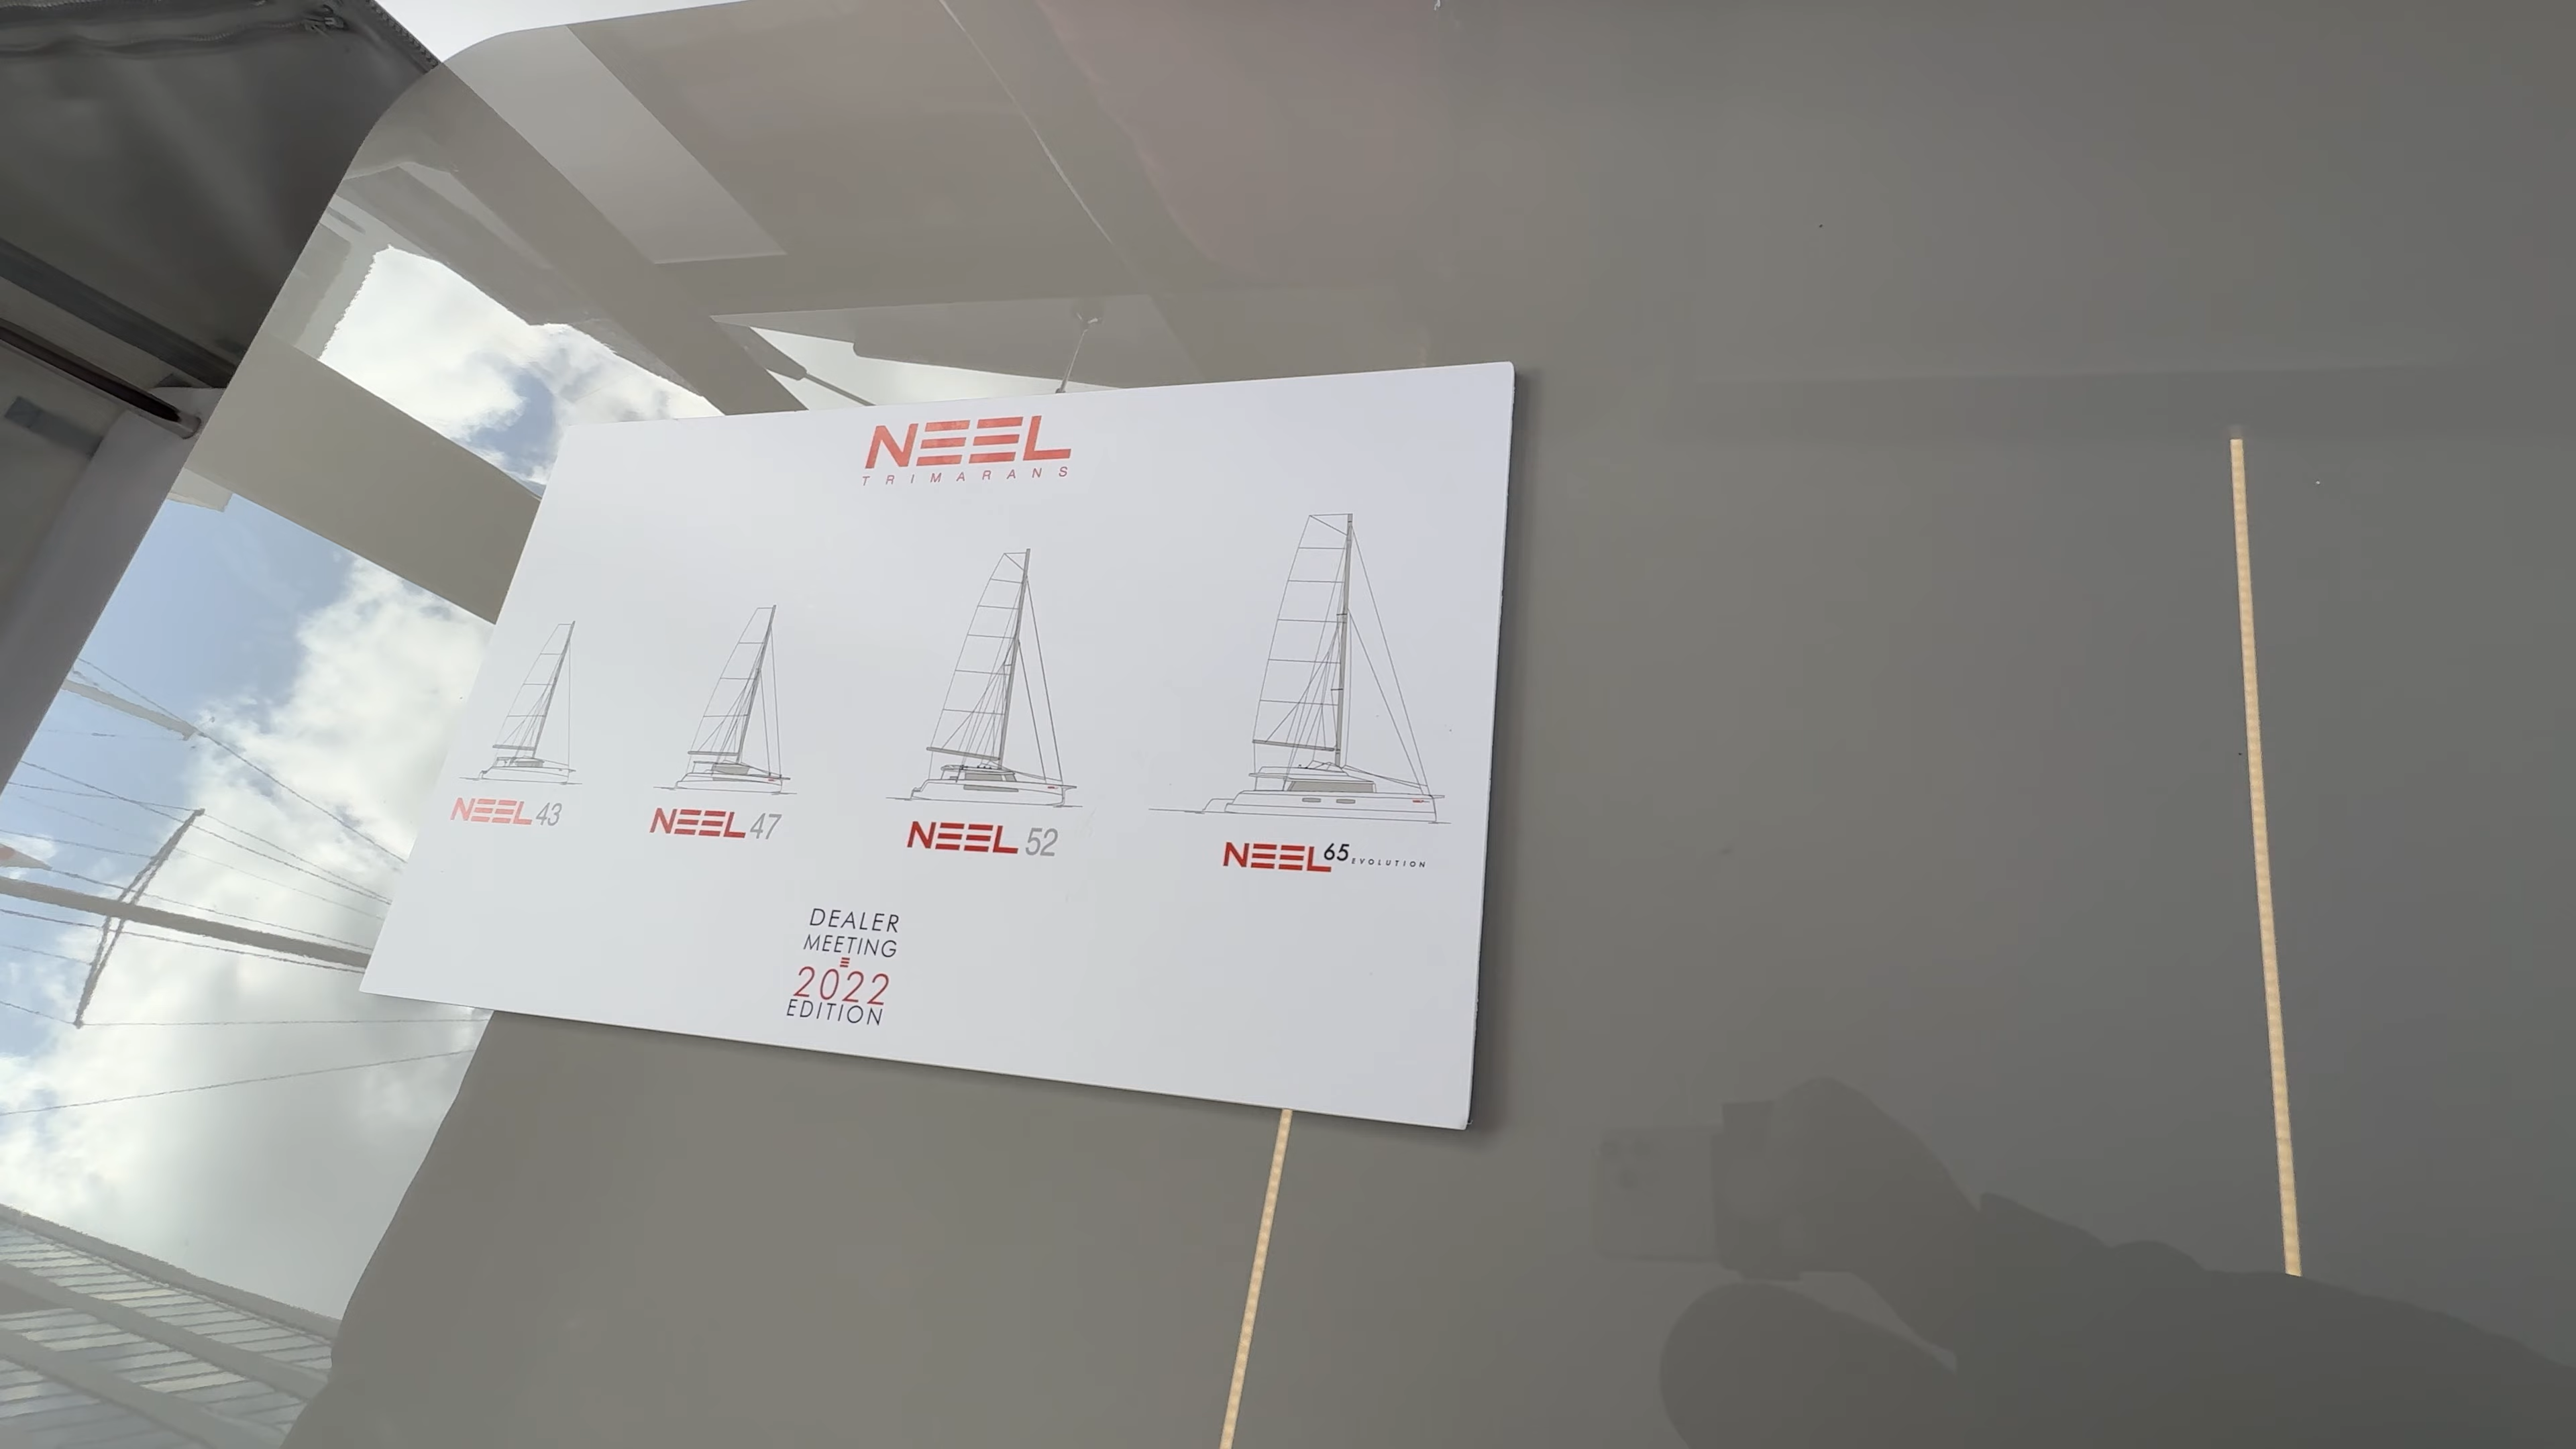 NEEL
TRIMARANS
NEEL 43
NEEL 47
NEEL 52
NEEL 65 EVOLUTION
DEALER
MEETING
2022
EDITION